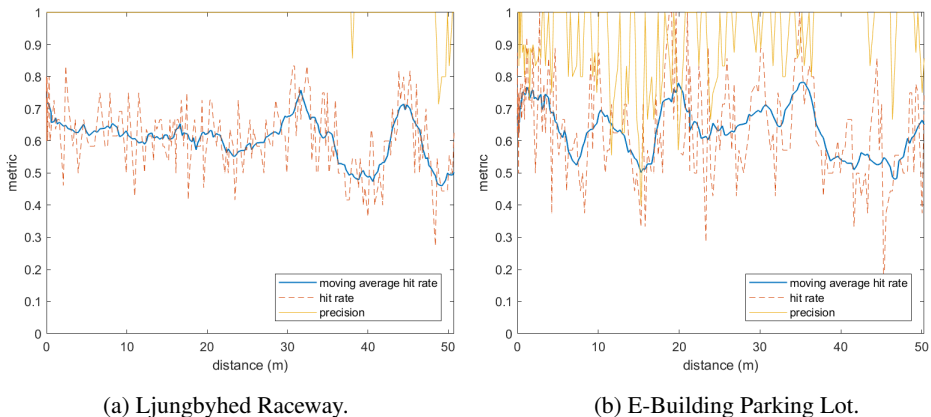 1
0.9
0.8
0.7
0.6
0.5
0.4
0.3
0.2
0.1
0
metric
0 10 20 30 40 50
distance (m)
moving average hit rate
hit rate
precision
(a) Ljungbyhed Raceway.
1
0.9
0.8
0.7
0.6
0.5
0.4
0.3
0.2
0.1
0
metric
0 10 20 30 40 50
distance (m)
moving average hit rate
hit rate
precision
(b) E-Building Parking Lot.